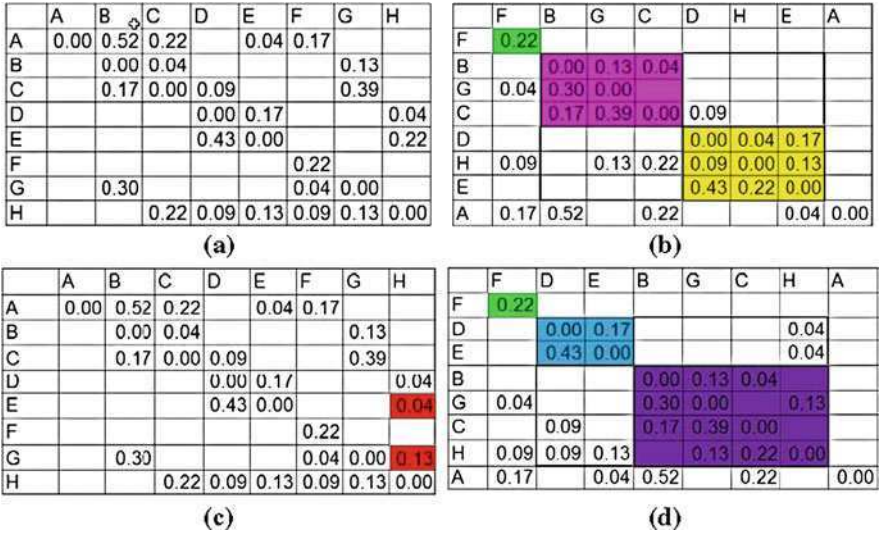 A B C D E F G H
A 0.00 0.52 0.22 0.04 0.17
B 0.00 0.04 0.13
C 0.17 0.00 0.09 0.39
D 0.00 0.17 0.04
E 0.43 0.00 0.22
F 0.22
G 0.30 0.04 0.00
H 0.22 0.09 0.13 0.09 0.13 0.00
(a)
F B G C D H E A
F 0.22
B 0.00 0.13 0.04
G 0.04 0.30 0.00
C 0.17 0.39 0.00 0.09
D 0.00 0.04 0.17
H 0.09 0.13 0.22 0.09 0.00 0.13
E 0.43 0.22 0.00
A 0.17 0.52 0.22 0.04 0.00
(b)
A B C D E F G H
A 0.00 0.52 0.22 0.04 0.17
B 0.00 0.04 0.13
C 0.17 0.00 0.09 0.39
D 0.00 0.17 0.04
E 0.43 0.00 0.04
F 0.22
G 0.30 0.04 0.00 0.13
H 0.22 0.09 0.13 0.09 0.13 0.00
(c)
F D E B G C H A
F 0.22
D 0.00 0.17 0.04
E 0.43 0.00 0.04
B 0.00 0.13 0.04
G 0.04 0.30 0.00 0.13
C 0.09 0.17 0.39 0.00
H 0.09 0.09 0.13 0.13 0.22 0.00
A 0.17 0.04 0.52 0.22 0.00
(d)